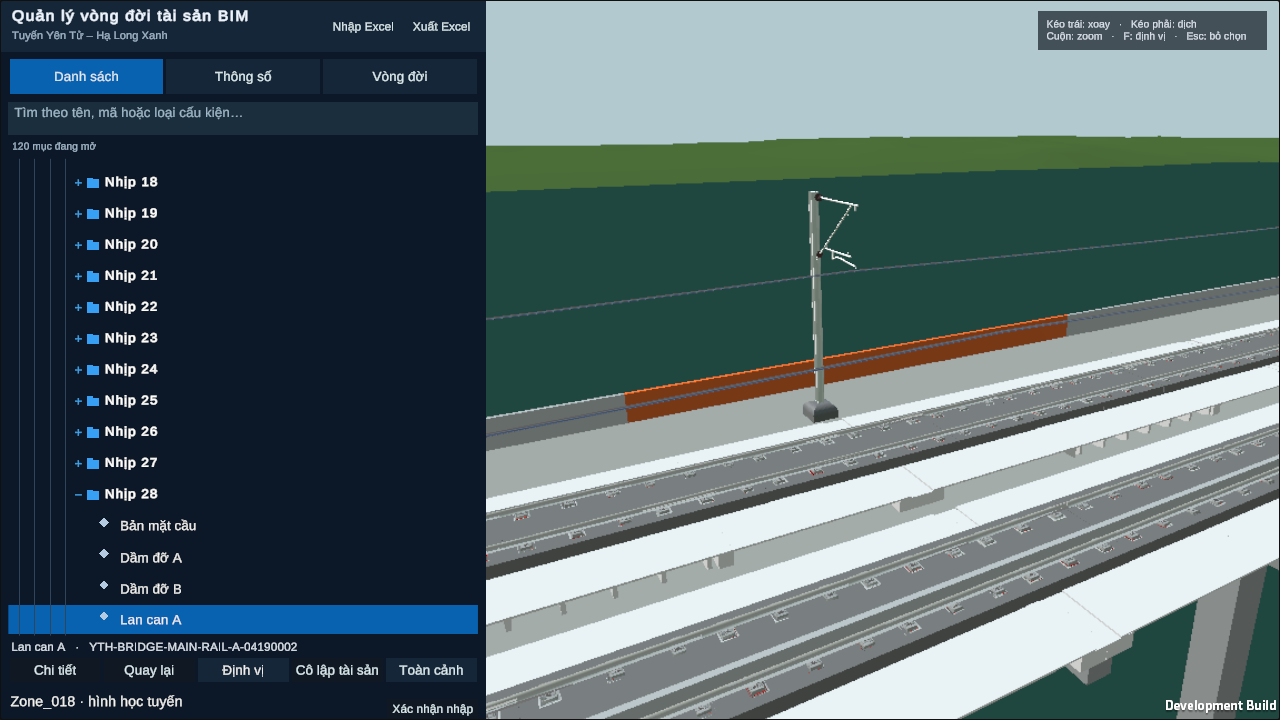 Quản lý vòng đời tài sản BIM
Tuyến Yên Tử – Hạ Long Xanh
Nhập Excel
Xuất Excel
Danh sách
Thông số
Vòng đời
Tìm theo tên, mã hoặc loại cấu kiện...
120 mục đang mở
+ Nhịp 18
+ Nhịp 19
+ Nhịp 20
+ Nhịp 21
+ Nhịp 22
+ Nhịp 23
+ Nhịp 24
+ Nhịp 25
+ Nhịp 26
+ Nhịp 27
– Nhịp 28
Bản mặt cầu
Dầm đỡ A
Dầm đỡ B
Lan can A
Lan can A · YTH-BRIDGE-MAIN-RAIL-A-04190002
Chi tiết
Quay lại
Định vị
Cô lập tài sản
Toàn cảnh
Zone_018 · hình học tuyến
Xác nhận nhập
Kéo trái: xoay · Kéo phải: dịch
Cuộn: zoom · F: định vị · Esc: bỏ chọn
Development Build